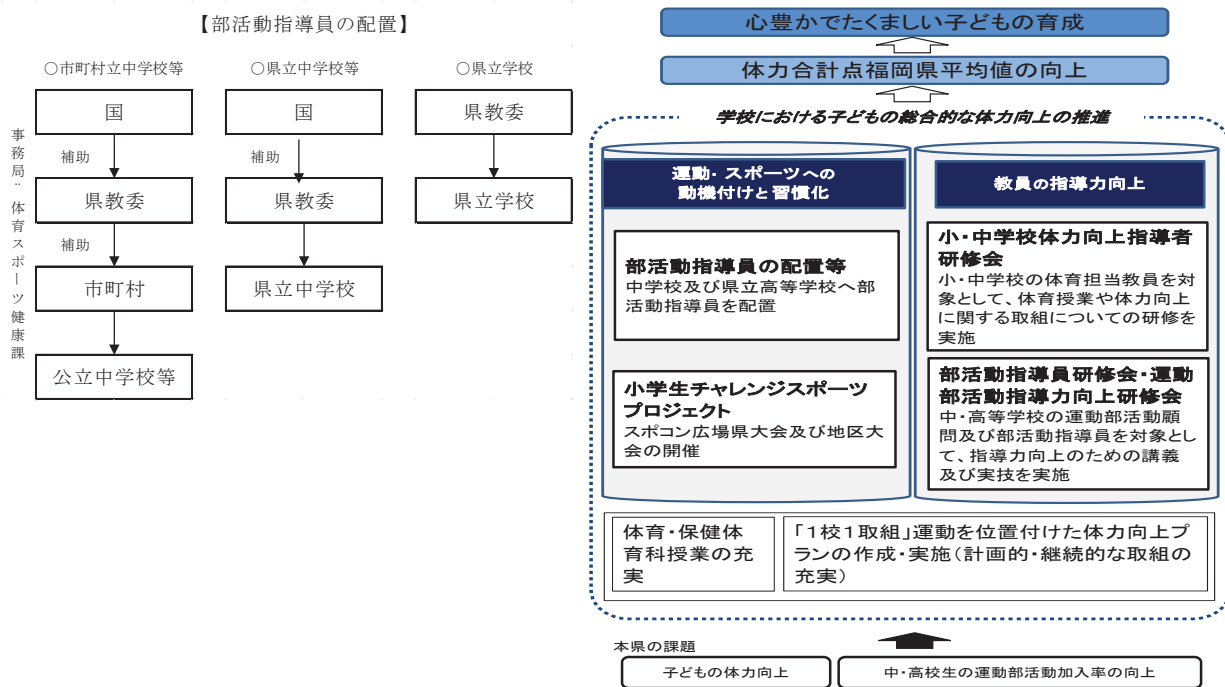 【部活動指導員の配置】
○市町村立中学校等
○県立中学校等
○県立学校
事務局‥体育スポーツ健康課
国
補助
県教委
補助
市町村
公立中学校等
国
補助
県教委
県立中学校
県教委
県立学校
心豊かでたくましい子どもの育成
体力合計点福岡県平均値の向上
学校における子どもの総合的な体力向上の推進
運動・スポーツへの
動機付けと習慣化
部活動指導員の配置等
中学校及び県立高等学校へ部
活動指導員を配置
小学生チャレンジスポーツ
プロジェクト
スポコン広場県大会及び地区大
会の開催
教員の指導力向上
小・中学校体力向上指導者
研修会
小・中学校の体育担当教員を対
象として、体育授業や体力向上
に関する取組についての研修を
実施
部活動指導員研修会・運動
部活動指導力向上研修会
中・高等学校の運動部活動顧
問及び部活動指導員を対象とし
て、指導力向上のための講義
及び実技を実施
体育・保健体
育科授業の充
実
「1校1取組」運動を位置付けた体力向上プ
ランの作成・実施(計画的・継続的な取組の
充実)
本県の課題
子どもの体力向上
中・高校生の運動部活動加入率の向上